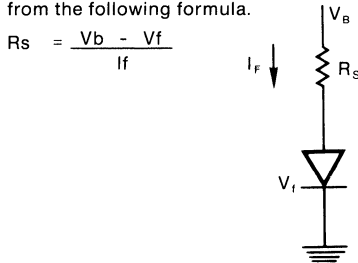 from the following formula.
Rs = Vb - Vf
If
VB
IF
RS
Vf